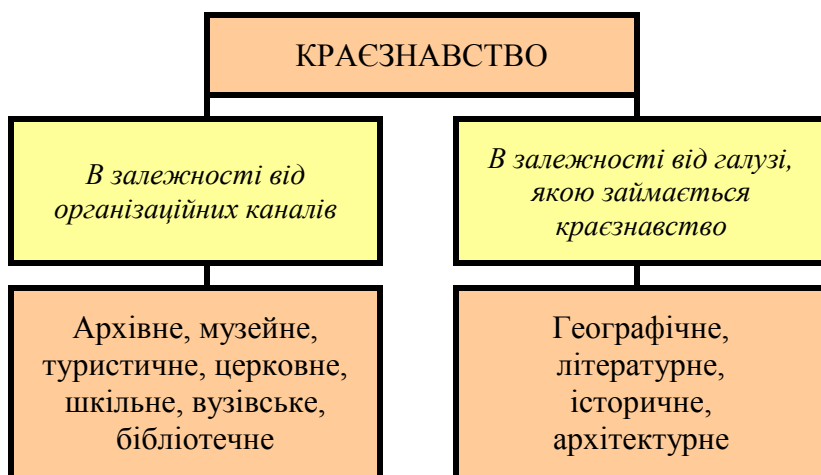 КРАЄЗНАВСТВО
В залежності від
організаційних каналів
В залежності від галузі,
якою займається
краєзнавство
Архівне, музейне,
туристичне, церковне,
шкільне, вузівське,
бібліотечне
Географічне,
літературне,
історичне,
архітектурне